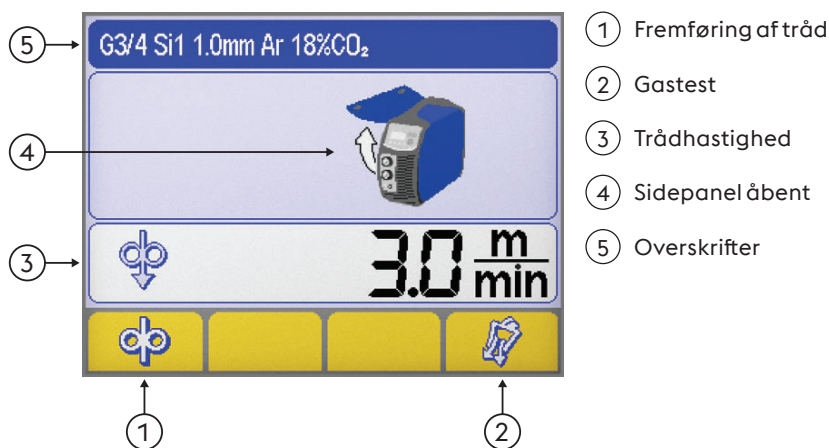 5
G3/4 Si1 1.0mm Ar 18%CO₂
4
3
3.0 m/min
1
2
1 Fremføring af tråd
2 Gastest
3 Trådhastighed
4 Sidepanel åbent
5 Overskrifter